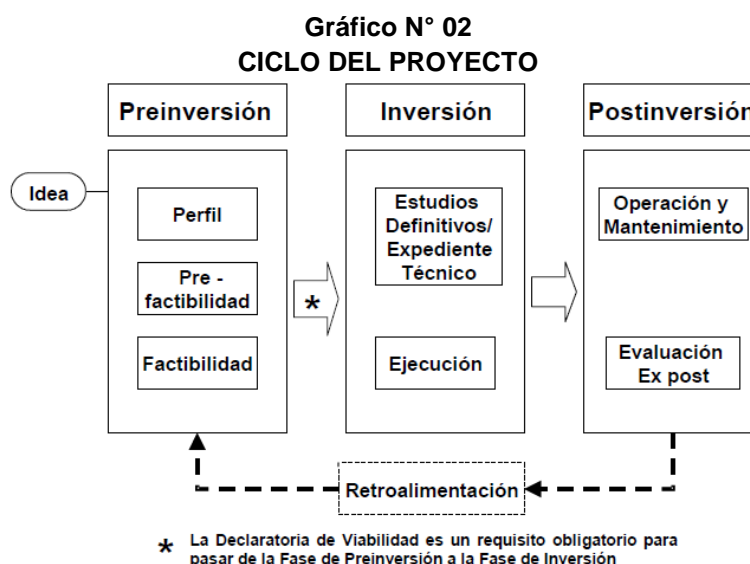 Gráfico N° 02
CICLO DEL PROYECTO
Preinversión
Inversión
Postinversión
Idea
Perfil
Pre -
factibilidad
Factibilidad
*
Estudios
Definitivos/
Expediente
Técnico
Ejecución
Operación y
Mantenimiento
Evaluación
Ex post
Retroalimentación
* La Declaratoria de Viabilidad es un requisito obligatorio para
pasar de la Fase de Preinversión a la Fase de Inversión